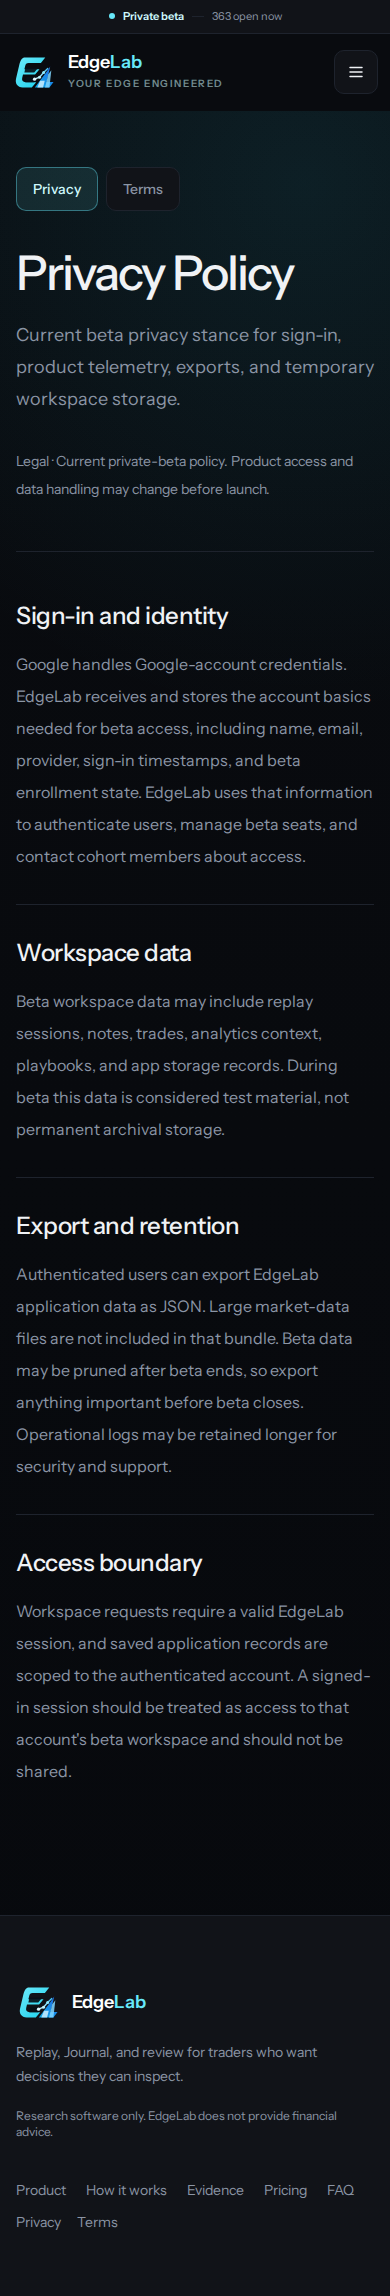 Private beta — 363 open now
EdgeLab
YOUR EDGE ENGINEERED
Privacy Terms
Privacy Policy
Current beta privacy stance for sign-in,
product telemetry, exports, and temporary
workspace storage.
Legal · Current private-beta policy. Product access and
data handling may change before launch.
Sign-in and identity
Google handles Google-account credentials.
EdgeLab receives and stores the account basics
needed for beta access, including name, email,
provider, sign-in timestamps, and beta
enrollment state. EdgeLab uses that information
to authenticate users, manage beta seats, and
contact cohort members about access.
Workspace data
Beta workspace data may include replay
sessions, notes, trades, analytics context,
playbooks, and app storage records. During
beta this data is considered test material, not
permanent archival storage.
Export and retention
Authenticated users can export EdgeLab
application data as JSON. Large market-data
files are not included in that bundle. Beta data
may be pruned after beta ends, so export
anything important before beta closes.
Operational logs may be retained longer for
security and support.
Access boundary
Workspace requests require a valid EdgeLab
session, and saved application records are
scoped to the authenticated account. A signed-
in session should be treated as access to that
account's beta workspace and should not be
shared.
EdgeLab
Replay, Journal, and review for traders who want
decisions they can inspect.
Research software only. EdgeLab does not provide financial
advice.
Product How it works Evidence Pricing FAQ
Privacy Terms